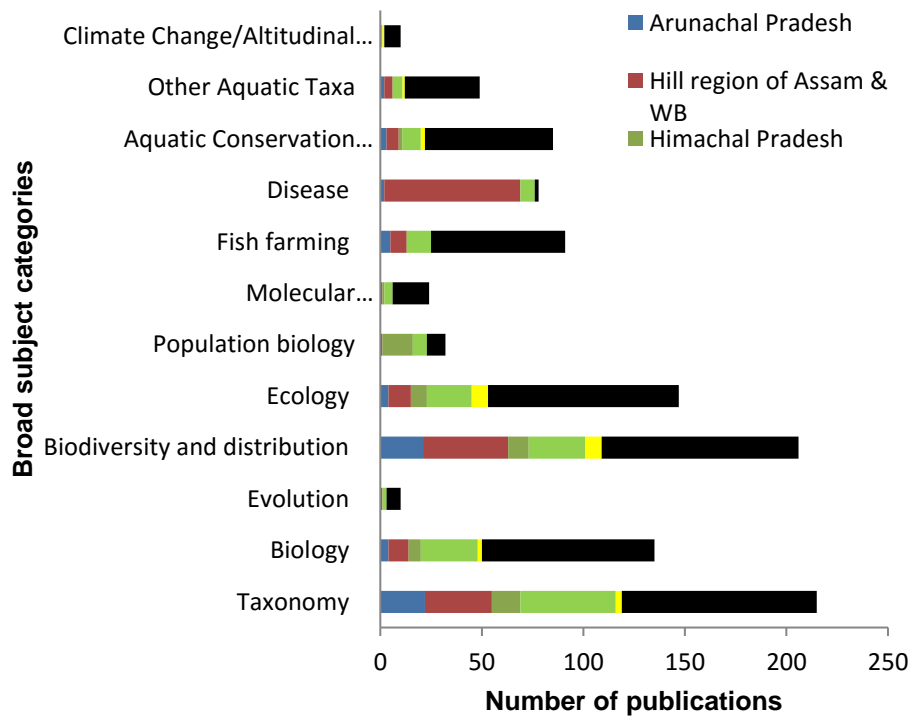 Climate Change/Altitudinal…
Other Aquatic Taxa
Aquatic Conservation…
Disease
Fish farming
Molecular…
Population biology
Ecology
Biodiversity and distribution
Evolution
Biology
Taxonomy
Broad subject categories
0 50 100 150 200 250
Number of publications
Arunachal Pradesh
Hill region of Assam &
WB
Himachal Pradesh